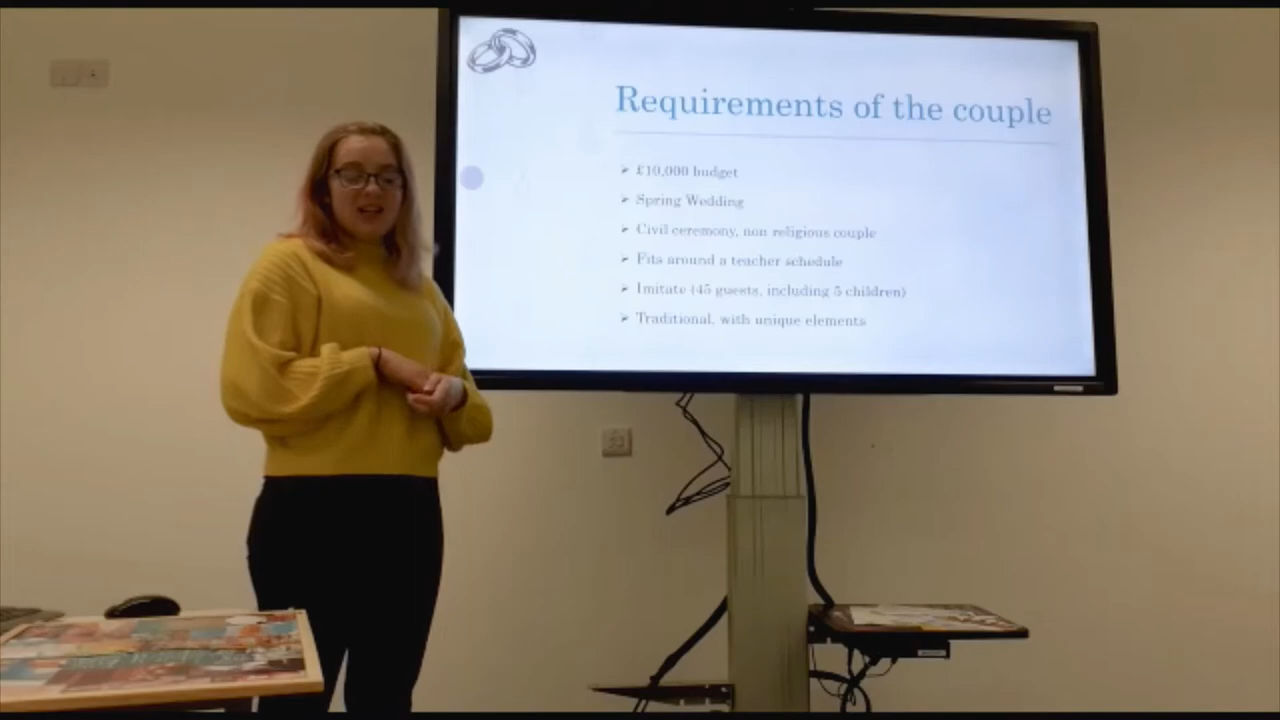 Requirements of the couple
➢ £10,000 budget
➢ Spring Wedding
➢ Civil ceremony, non religious couple
➢ Fits around a teacher schedule
➢ Imitate (45 guests, including 5 children)
➢ Traditional, with unique elements